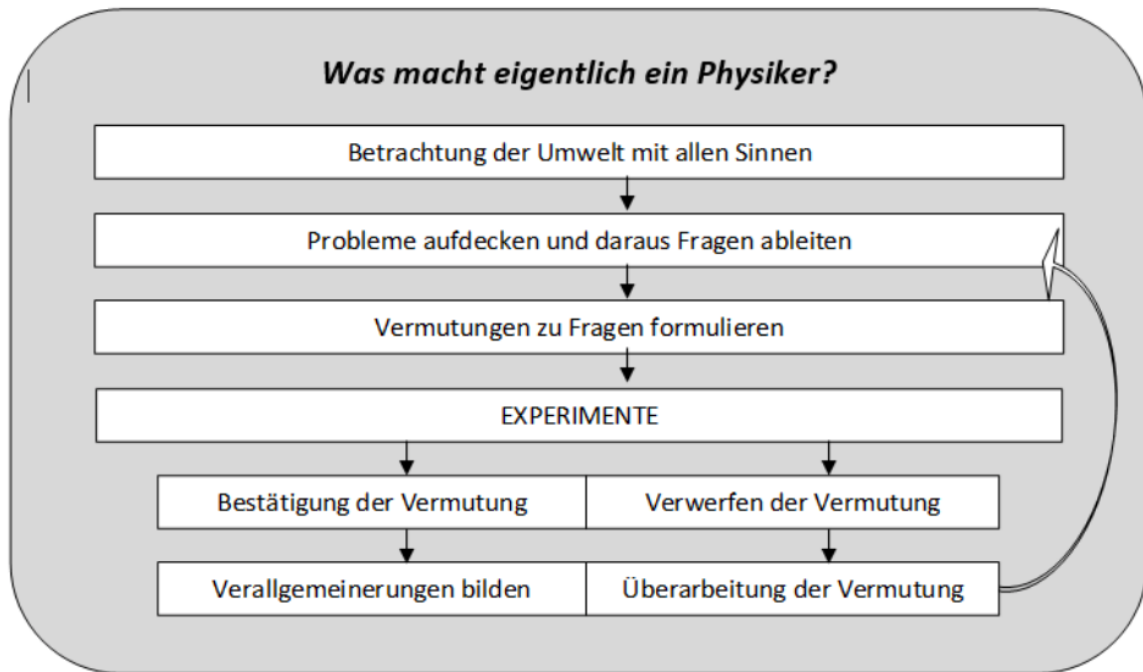 Was macht eigentlich ein Physiker?
Betrachtung der Umwelt mit allen Sinnen
Probleme aufdecken und daraus Fragen ableiten
Vermutungen zu Fragen formulieren
EXPERIMENTE
Bestätigung der Vermutung
Verwerfen der Vermutung
Verallgemeinerungen bilden
Überarbeitung der Vermutung